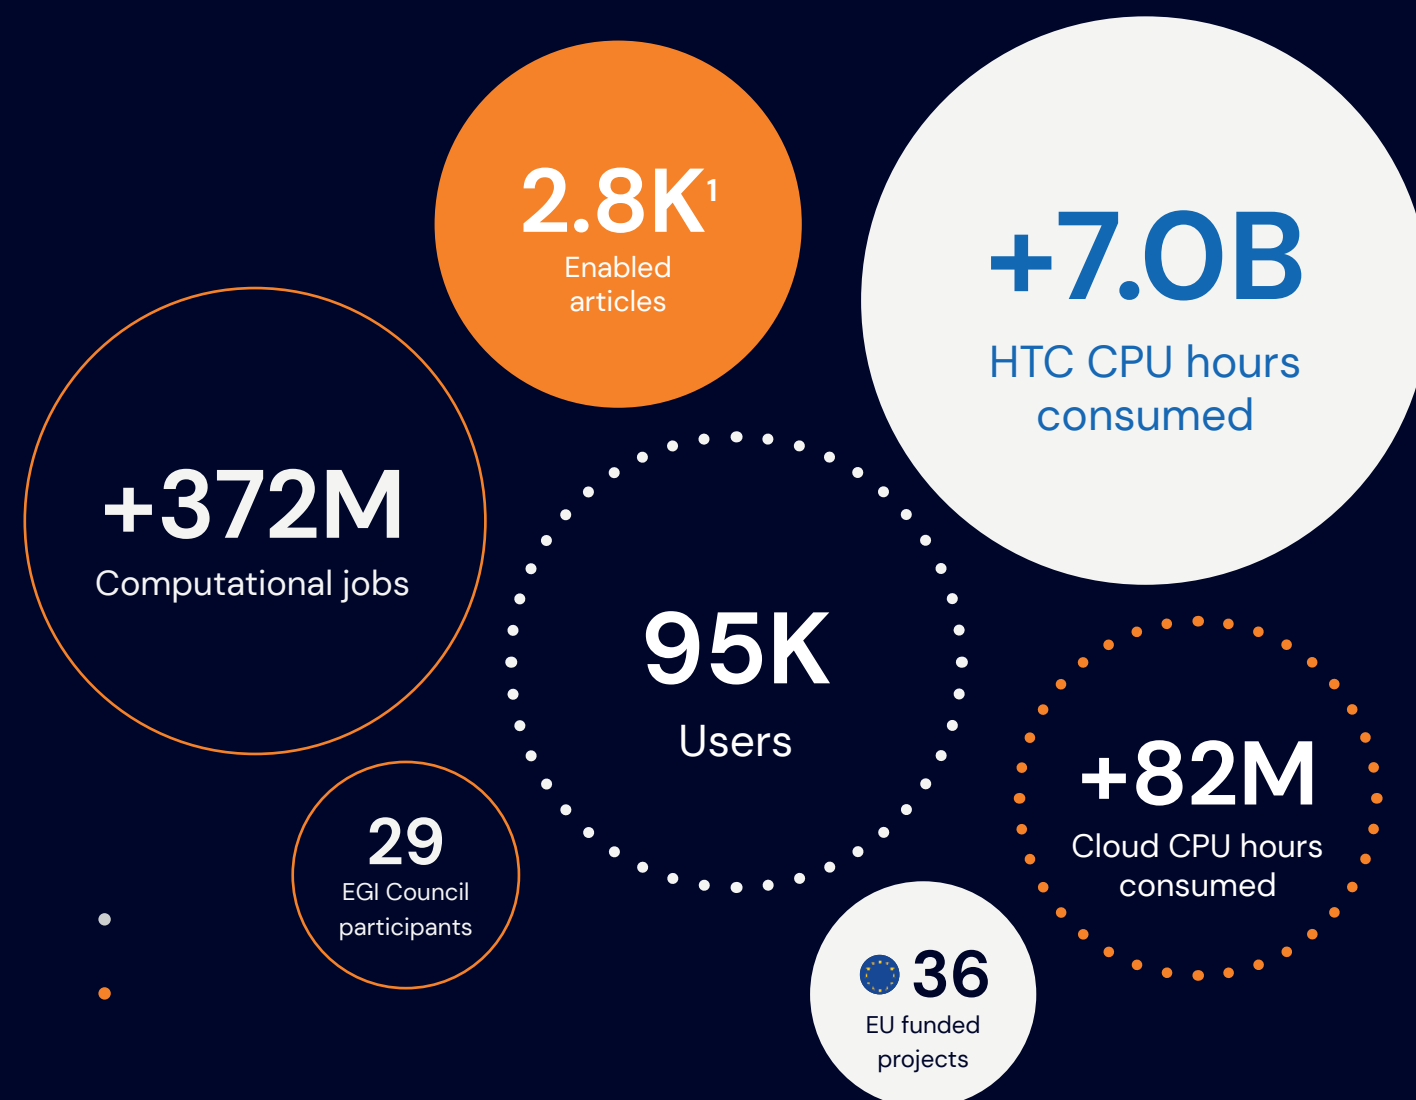 2.8K¹
Enabled
articles
+7.0B
HTC CPU hours
consumed
+372M
Computational jobs
95K
Users
+82M
Cloud CPU hours
consumed
29
EGI Council
participants
36
EU funded
projects